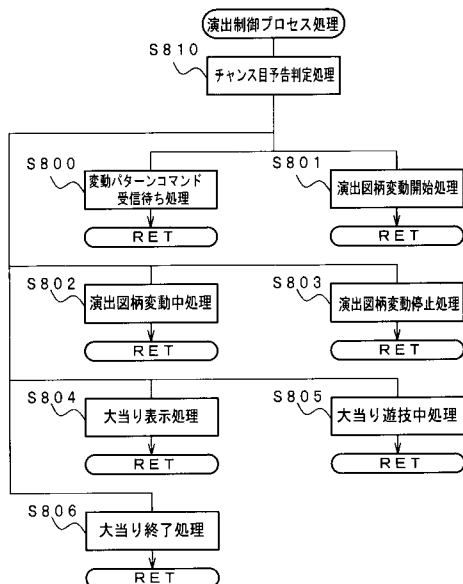 演出制御プロセス処理
S810
チャンス目予告判定処理
S800
変動パターンコマンド
受信待ち処理
RET
S801
演出図柄変動開始処理
RET
S802
演出図柄変動中処理
RET
S803
演出図柄変動停止処理
RET
S804
大当り表示処理
RET
S805
大当り遊技中処理
RET
S806
大当り終了処理
RET